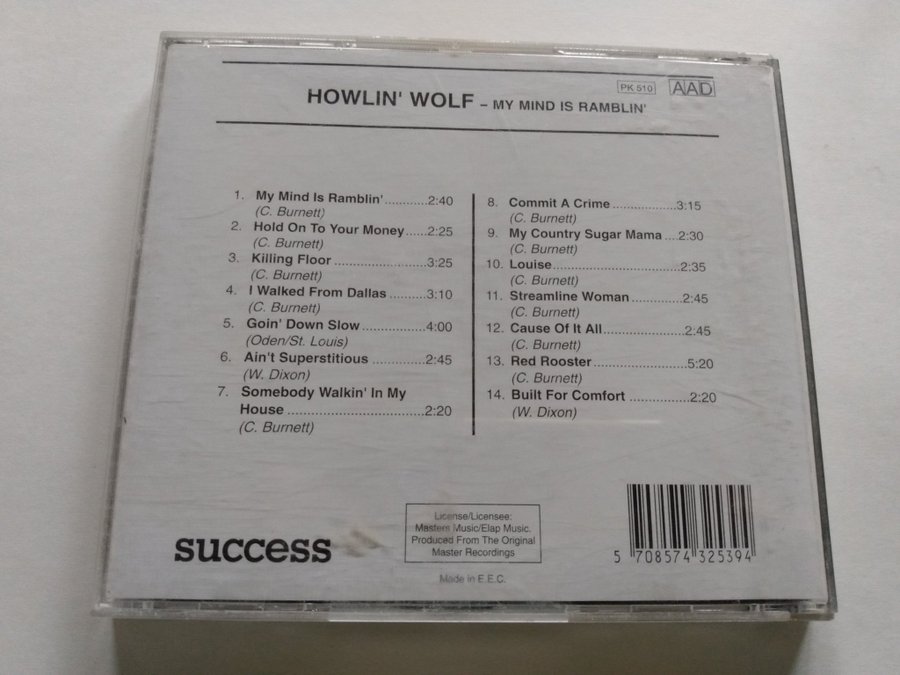 PK 510 AAD
HOWLIN' WOLF – MY MIND IS RAMBLIN'
1. My Mind Is Ramblin'............2:40
(C. Burnett)
2. Hold On To Your Money......2:25
(C. Burnett)
3. Killing Floor ...........................3:25
(C. Burnett)
4. I Walked From Dallas ...........3:10
(C. Burnett)
5. Goin' Down Slow..................4:00
(Oden/St. Louis)
6. Ain't Superstitious ................2:45
(W. Dixon)
7. Somebody Walkin' In My
House ......................................2:20
(C. Burnett)
8. Commit A Crime ..................3:15
(C. Burnett)
9. My Country Sugar Mama ....2:30
(C. Burnett)
10. Louise....................................2:35
(C. Burnett)
11. Streamline Woman ..............2:45
(C. Burnett)
12. Cause Of It All.......................2:45
(C. Burnett)
13. Red Rooster..........................5:20
(C. Burnett)
14. Built For Comfort .................2:20
(W. Dixon)
success
License/Licensee:
Masters Music/Elap Music.
Produced From The Original
Master Recordings
Made in E.E.C.
5 708574 325394